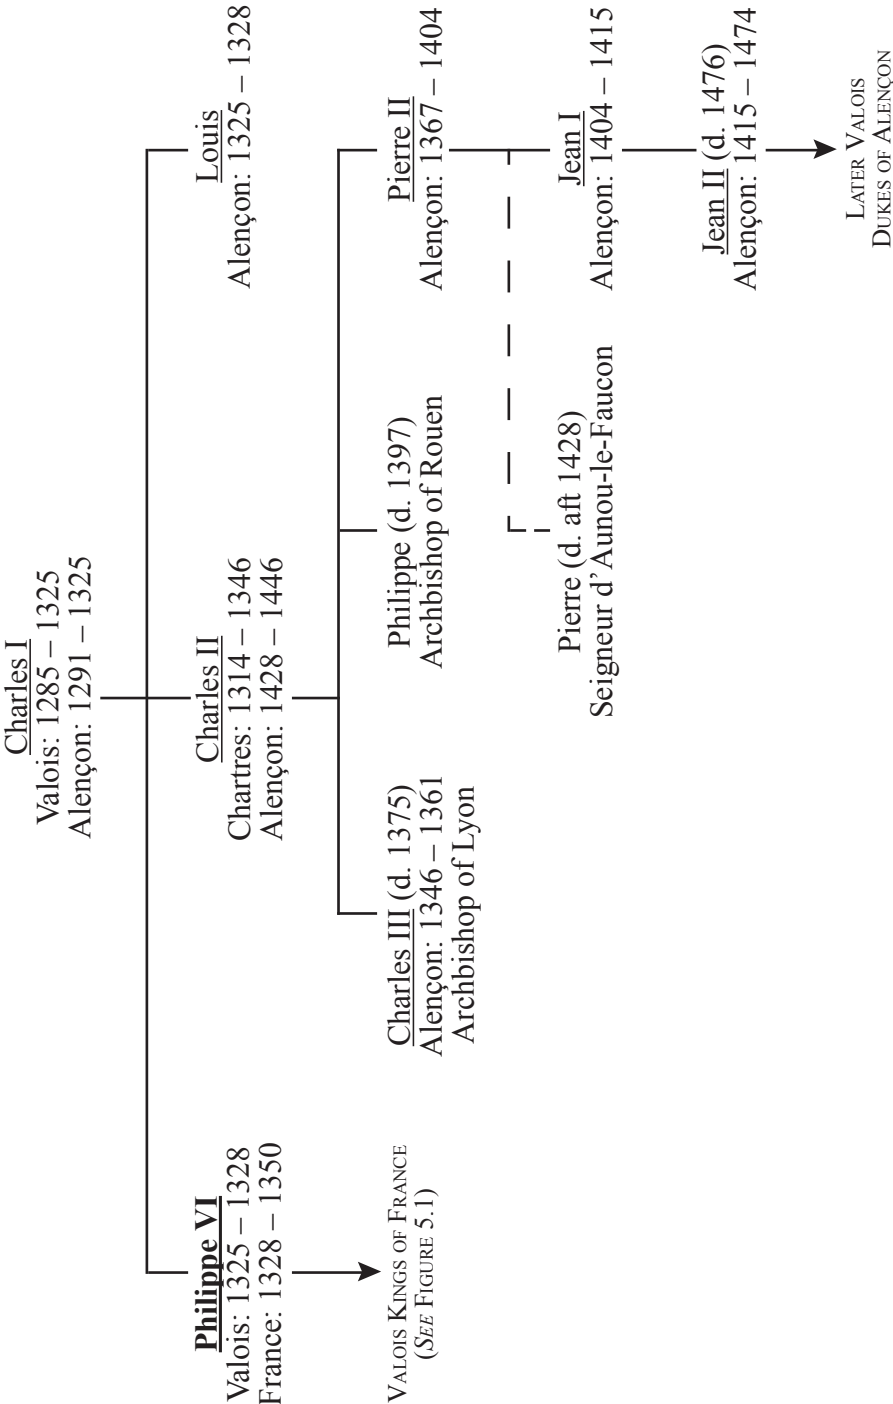 Charles I
Valois: 1285 – 1325
Alençon: 1291 – 1325
Philippe VI
Valois: 1325 – 1328
France: 1328 – 1350
Charles II
Chartres: 1314 – 1346
Alençon: 1428 – 1446
Louis
Alençon: 1325 – 1328
Valois Kings of France
(See Figure 5.1)
Charles III (d. 1375)
Alençon: 1346 – 1361
Archbishop of Lyon
Philippe (d. 1397)
Archbishop of Rouen
Pierre II
Alençon: 1367 – 1404
Pierre (d. aft 1428)
Seigneur d'Aunou-le-Faucon
Jean I
Alençon: 1404 – 1415
Jean II (d. 1476)
Alençon: 1415 – 1474
Later Valois
Dukes of Alençon